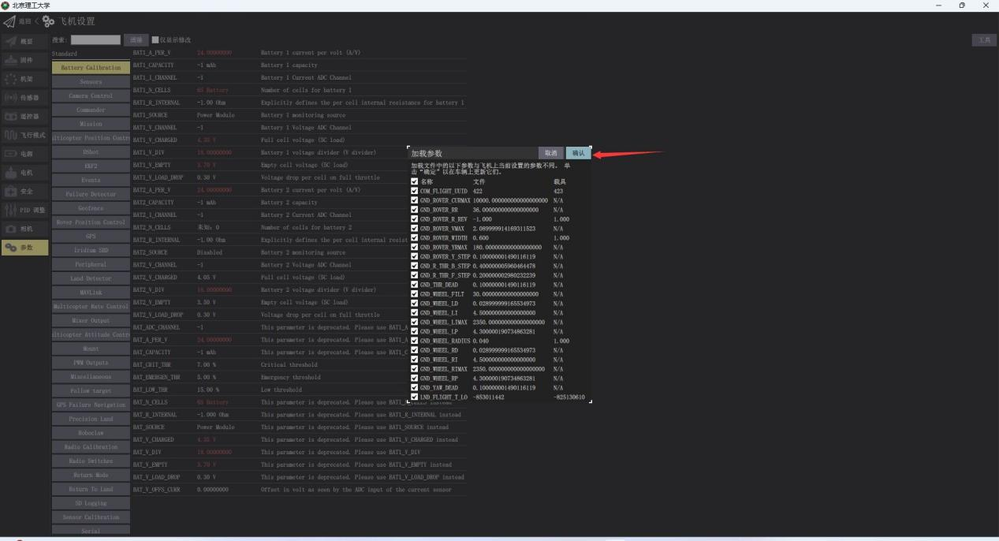 北京理工大学
返回 < 飞机设置
搜索: 清除 仅显示修改 工具
概要
固件
机架
传感器
遥控器
飞行模式
电源
电机
安全
PID 调整
相机
参数
Standard
Battery Calibration
Sensors
Camera Control
Commander
Mission
ulticopter Position Contr
DShot
EKF2
Events
Failure Detector
Geofence
Rover Position Control
GPS
Iridium SBD
Peripheral
Land Detector
MAVLink
Multicopter Rate Control
Mixer Output
ulticopter Attitude Contr
Mount
PWM Outputs
Miscellaneous
Follow target
GPS Failure Navigation
Precision Land
Roboclaw
Radio Calibration
Radio Switches
Return Mode
Return To Land
SD Logging
Sensor Calibration
Serial
BAT1_A_PER_V 24.00000000 Battery 1 current per volt (A/V)
BAT1_CAPACITY -1 mAh Battery 1 capacity
BAT1_I_CHANNEL -1 Battery 1 Current ADC Channel
BAT1_N_CELLS 6S Battery Number of cells for battery 1
BAT1_R_INTERNAL -1.00 Ohm Explicitly defines the per cell internal resistance for battery 1
BAT1_SOURCE Power Module Battery 1 monitoring source
BAT1_V_CHANNEL -1 Battery 1 Voltage ADC Channel
BAT1_V_CHARGED 4.35 V Full cell voltage (5C load)
BAT1_V_DIV 18.00000000 Battery 1 voltage divider (V divider)
BAT1_V_EMPTY 3.70 V Empty cell voltage (5C load)
BAT1_V_LOAD_DROP 0.30 V Voltage drop per cell on full throttle
BAT2_A_PER_V 24.00000000 Battery 2 current per volt (A/V)
BAT2_CAPACITY -1 mAh Battery 2 capacity
BAT2_I_CHANNEL -1 Battery 2 Current ADC Channel
BAT2_N_CELLS 未知: 0 Number of cells for battery 2
BAT2_R_INTERNAL -1.00 Ohm Explicitly defines the per cell internal resist
BAT2_SOURCE Disabled Battery 2 monitoring source
BAT2_V_CHANNEL -1 Battery 2 Voltage ADC Channel
BAT2_V_CHARGED 4.05 V Full cell voltage (5C load)
BAT2_V_DIV 18.00000000 Battery 2 voltage divider (V divider)
BAT2_V_EMPTY 3.50 V Empty cell voltage (5C load)
BAT2_V_LOAD_DROP 0.30 V Voltage drop per cell on full throttle
BAT_ADC_CHANNEL -1 This parameter is deprecated. Please use BAT1_A
BAT_A_PER_V 24.00000000 This parameter is deprecated. Please use BAT1_A
BAT_CAPACITY -1 mAh This parameter is deprecated. Please use BAT1_C
BAT_CRIT_THR 7.00 % Critical threshold
BAT_EMERGEN_THR 5.00 % Emergency threshold
BAT_LOW_THR 15.00 % Low threshold
BAT_N_CELLS 6S Battery This parameter is deprecated. Please use BAT1_N_CELLS instead
BAT_R_INTERNAL -1.000 Ohm This parameter is deprecated. Please use BAT1_R_INTERNAL instead
BAT_SOURCE Power Module This parameter is deprecated. Please use BAT1_SOURCE instead
BAT_V_CHARGED 4.35 V This parameter is deprecated. Please use BAT1_V_CHARGED instead
BAT_V_DIV 18.00000000 This parameter is deprecated. Please use BAT1_V_DIV
BAT_V_EMPTY 3.70 V This parameter is deprecated. Please use BAT1_V_EMPTY instead
BAT_V_LOAD_DROP 0.30 V This parameter is deprecated. Please use BAT1_V_LOAD_DROP instead
BAT_V_OFFS_CURR 0.00000000 Offset in volt as seen by the ADC input of the current sensor
加载参数 取消 确认
加载文件中的以下参数与飞机上当前设置的参数不同。 单
击“确定”以在车辆上更新它们。
名称 文件 载具
COM_FLIGHT_UUID 422 423
GND_ROVER_CURMAX 10000.000000000000000000 N/A
GND_ROVER_RR 36.000000000000000000 N/A
GND_ROVER_R_REV -1.000 1.000
GND_ROVER_VMAX 2.089999914169311523 N/A
GND_ROVER_WIDTH 0.600 1.000
GND_ROVER_YRMAX 180.000000000000000000 N/A
GND_ROVER_Y_STEP 0.100000001490116119 N/A
GND_R_THR_B_STEP 0.400000005960464478 N/A
GND_R_THR_F_STEP 0.200000002980232239 N/A
GND_THR_DEAD 0.100000001490116119 N/A
GND_WHEEL_FILT 30.000000000000000000 N/A
GND_WHEEL_LD 0.028999999165534973 N/A
GND_WHEEL_LI 4.500000000000000000 N/A
GND_WHEEL_LIMAX 2350.000000000000000000 N/A
GND_WHEEL_LP 4.300000190734863281 N/A
GND_WHEEL_RADIUS 0.040 1.000
GND_WHEEL_RD 0.028999999165534973 N/A
GND_WHEEL_RI 4.500000000000000000 N/A
GND_WHEEL_RIMAX 2350.000000000000000000 N/A
GND_WHEEL_RP 4.300000190734863281 N/A
GND_YAW_DEAD 0.100000001490116119 N/A
LND_FLIGHT_T_LO -853011442 -825130610